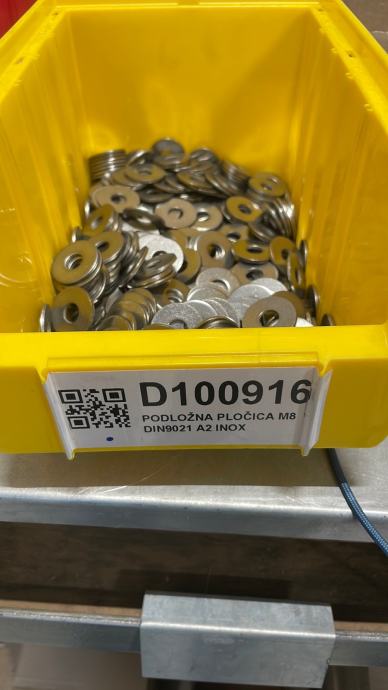 D100916
PODLOŽNA PLOČICA M8
DIN9021 A2 INOX